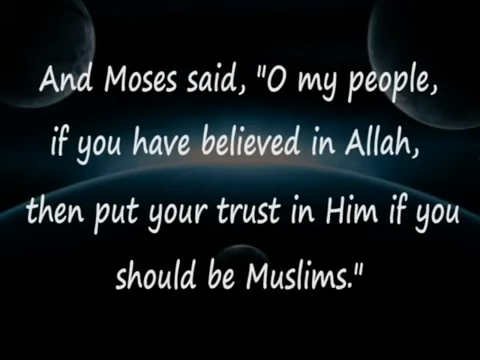 And Moses said, "O my people,
if you have believed in Allah,
then put your trust in Him if you
should be Muslims."